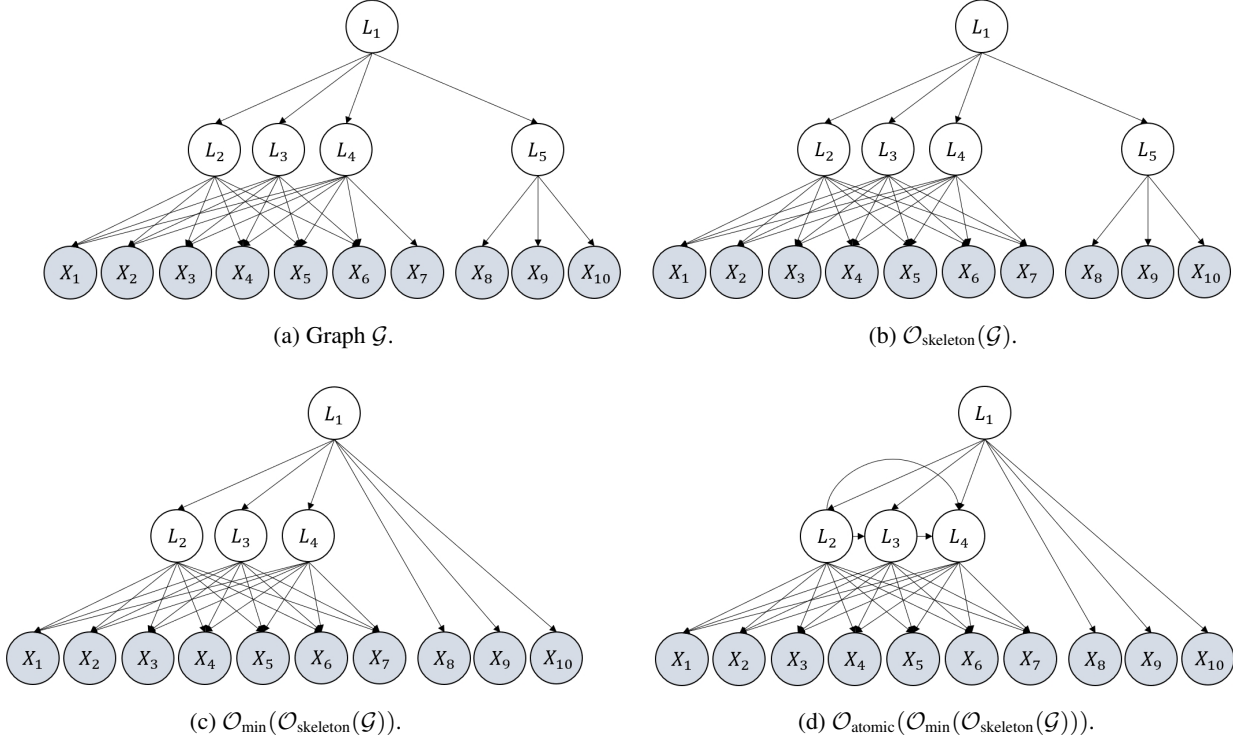 L₁
L₂ L₃ L₄ L₅
X₁ X₂ X₃ X₄ X₅ X₆ X₇ X₈ X₉ X₁₀
(a) Graph 𝒢.
L₁
L₂ L₃ L₄ L₅
X₁ X₂ X₃ X₄ X₅ X₆ X₇ X₈ X₉ X₁₀
(b) 𝒪skeleton(𝒢).
L₁
L₂ L₃ L₄
X₁ X₂ X₃ X₄ X₅ X₆ X₇ X₈ X₉ X₁₀
(c) 𝒪min(𝒪skeleton(𝒢)).
L₁
L₂ L₃ L₄
X₁ X₂ X₃ X₄ X₅ X₆ X₇ X₈ X₉ X₁₀
(d) 𝒪atomic(𝒪min(𝒪skeleton(𝒢))).